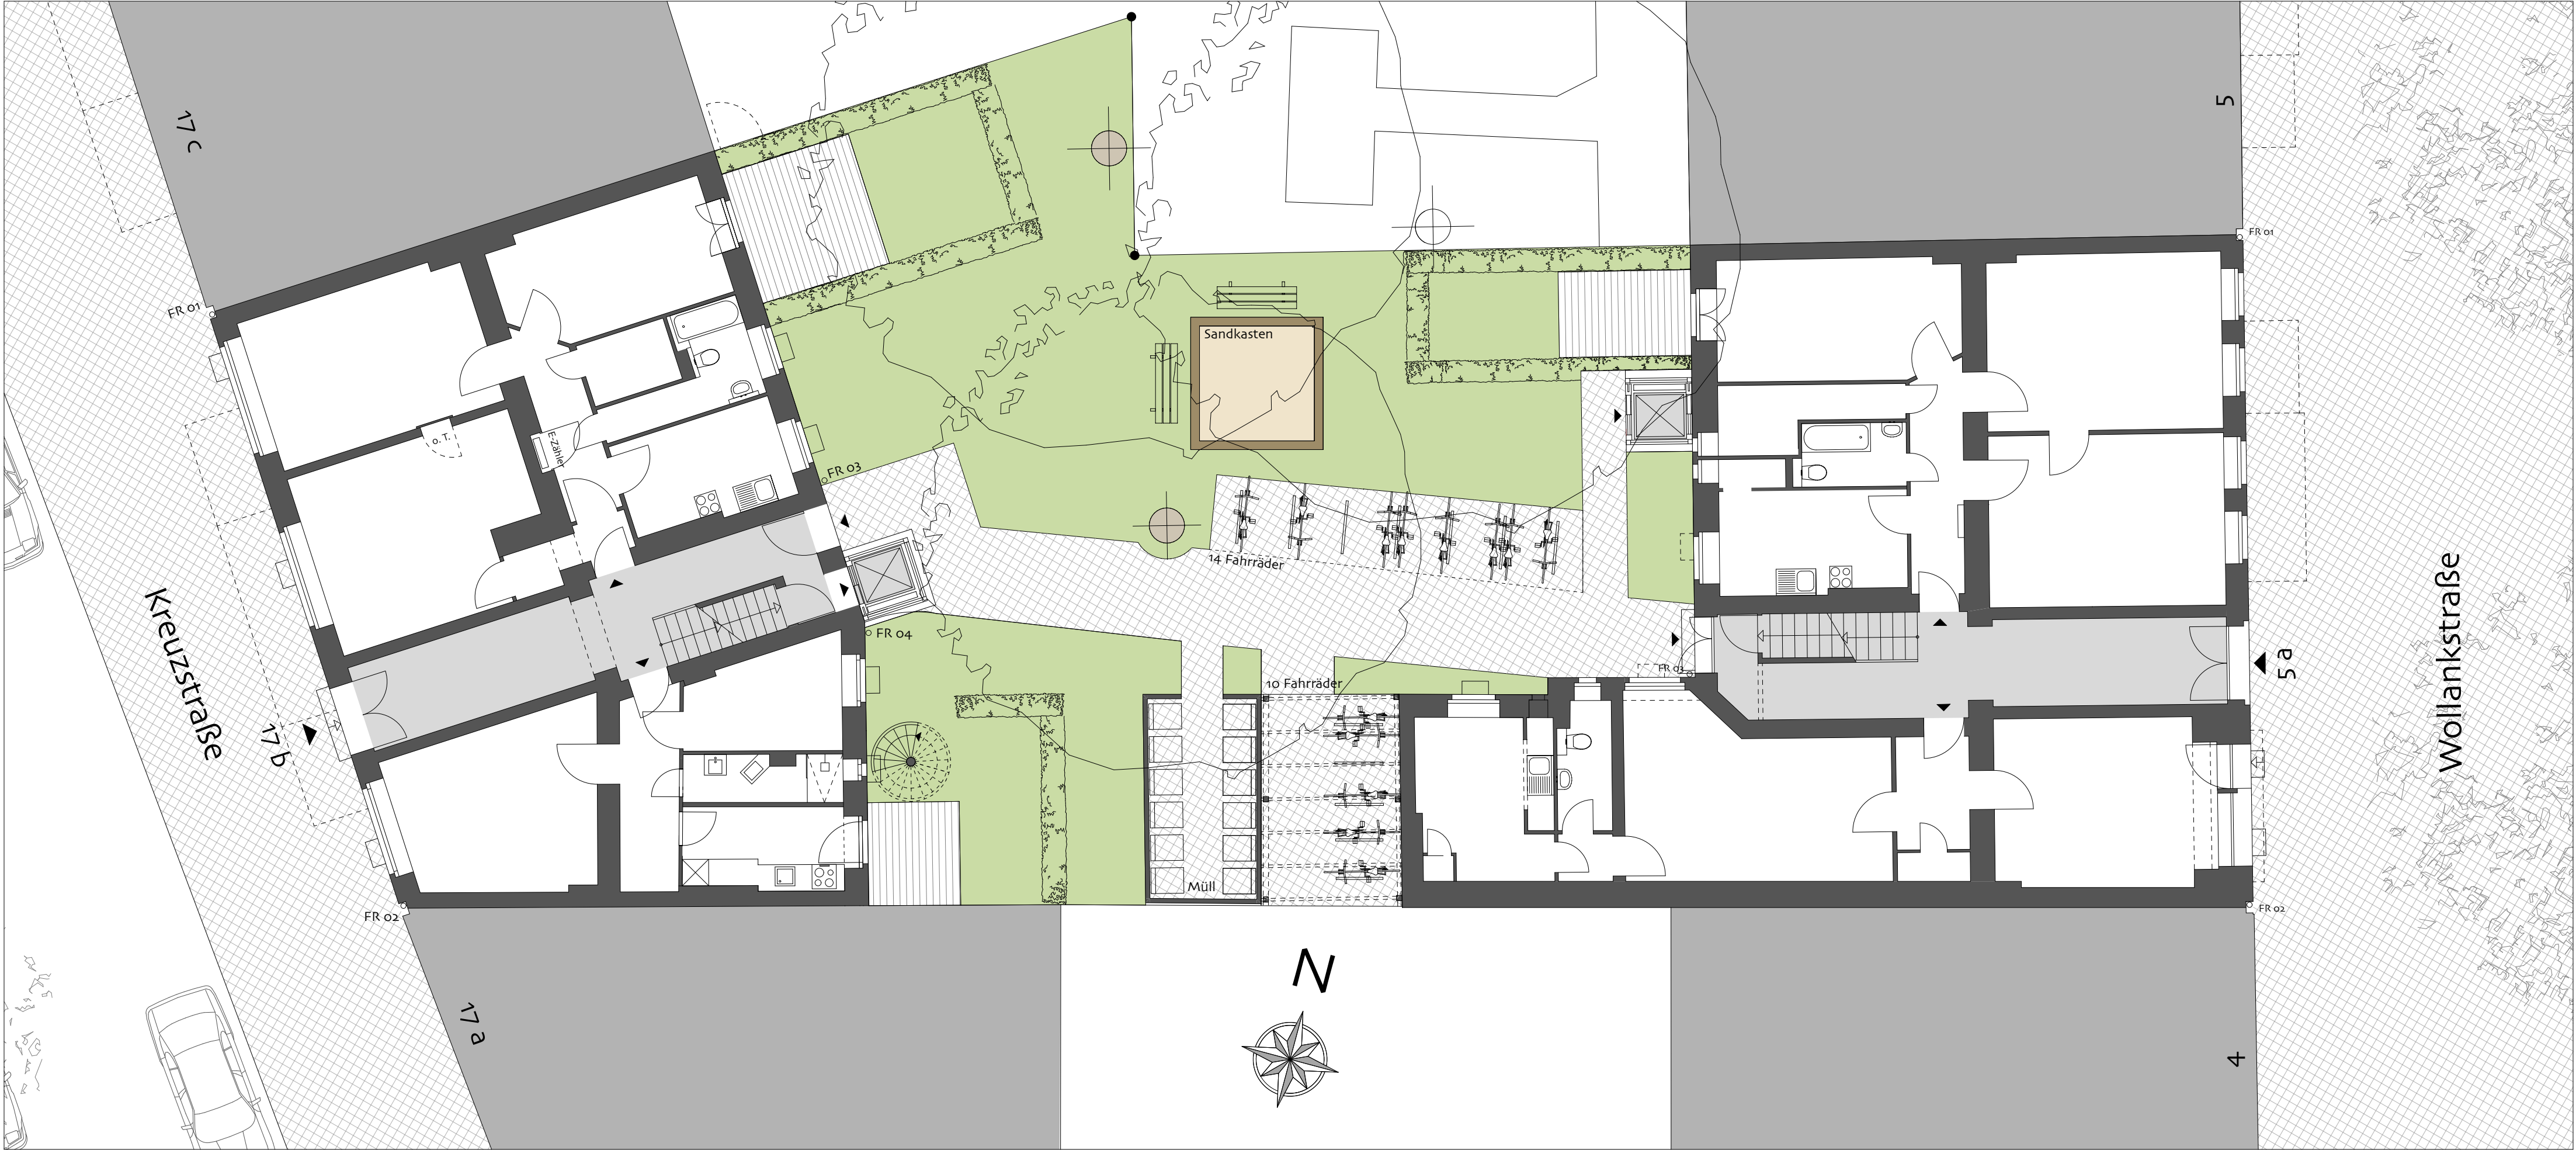 17 c
5
FR 01
FR 01
Sandkasten
o. T.
E-Zähler
FR 03
14 Fahrräder
Kreuzstraße
17 b
FR 04
FR 03
5 a
Wollankstraße
10 Fahrräder
Müll
FR 02
FR 02
17 a
N
4